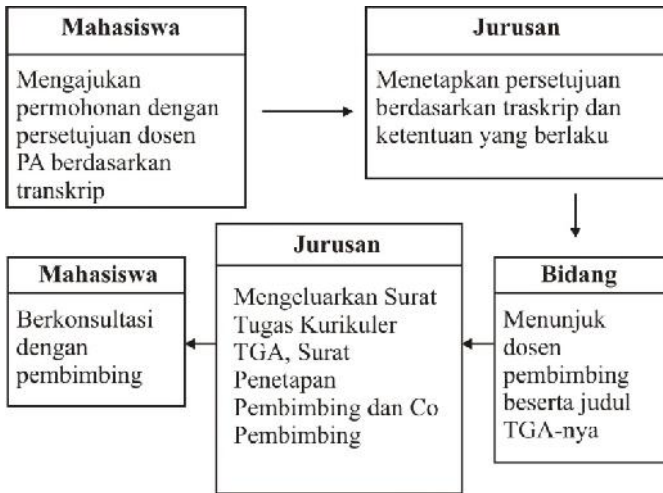 Mahasiswa
Mengajukan
permohonan dengan
persetujuan dosen
PA berdasarkan
transkrip
Jurusan
Menetapkan persetujuan
berdasarkan traskrip dan
ketentuan yang berlaku
Bidang
Menunjuk
dosen
pembimbing
beserta judul
TGA-nya
Jurusan
Mengeluarkan Surat
Tugas Kurikuler
TGA, Surat
Penetapan
Pembimbing dan Co
Pembimbing
Mahasiswa
Berkonsultasi
dengan
pembimbing